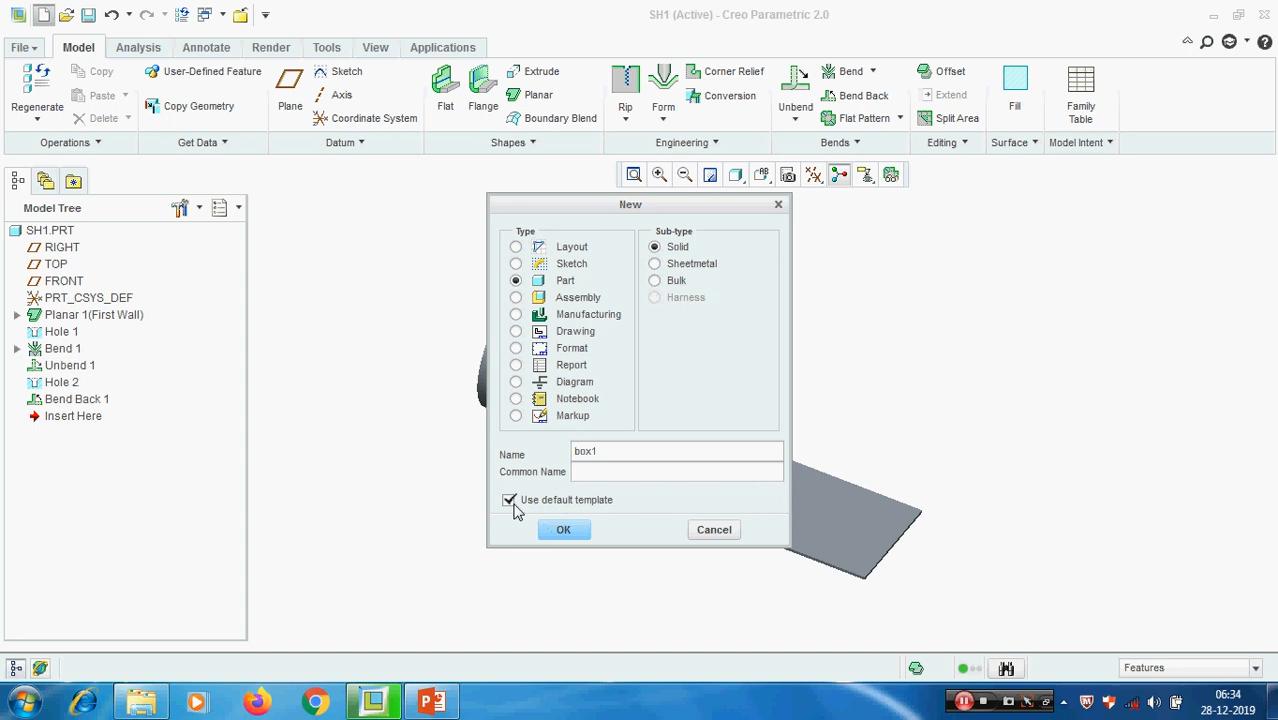 SH1 (Active) - Creo Parametric 2.0
File Model Analysis Annotate Render Tools View Applications
Regenerate
Copy
Paste
Delete
User-Defined Feature
Copy Geometry
Plane
Sketch
Axis
Coordinate System
Flat
Flange
Extrude
Planar
Boundary Blend
Rip
Form
Corner Relief
Conversion
Unbend
Bend
Bend Back
Flat Pattern
Offset
Extend
Split Area
Fill
Family
Table
Operations Get Data Datum Shapes Engineering Bends Editing Surface Model Intent
Model Tree
SH1.PRT
RIGHT
TOP
FRONT
PRT_CSYS_DEF
Planar 1(First Wall)
Hole 1
Bend 1
Unbend 1
Hole 2
Bend Back 1
Insert Here
New
Type
Layout
Sketch
Part
Assembly
Manufacturing
Drawing
Format
Report
Diagram
Notebook
Markup
Sub-type
Solid
Sheetmetal
Bulk
Harness
Name box1
Common Name
Use default template
OK Cancel
Features
06:34
28-12-2019